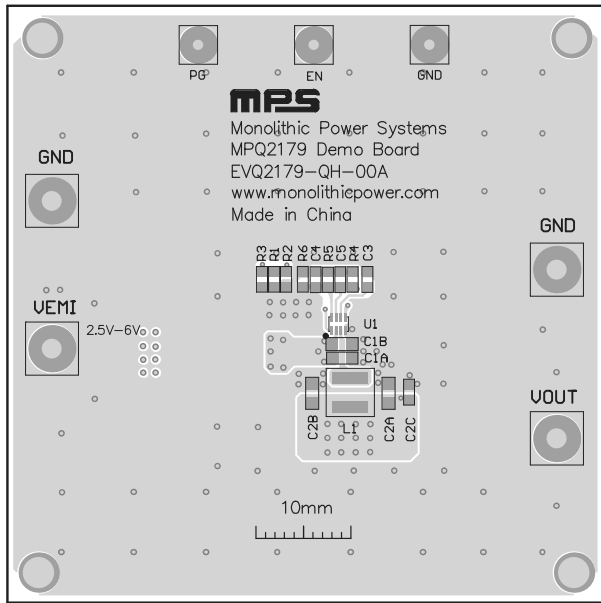 PG EN GND
MPS
Monolithic Power Systems
MPQ2179 Demo Board
EVQ2179-QH-00A
www.monolithicpower.com
Made in China
GND
GND
R3 R1 R2 R6 C4 R5 C5 R4 C3
VEMI
2.5V-6V
U1
C1B
C1A
VOUT
C2B L1 C2A C2C
10mm